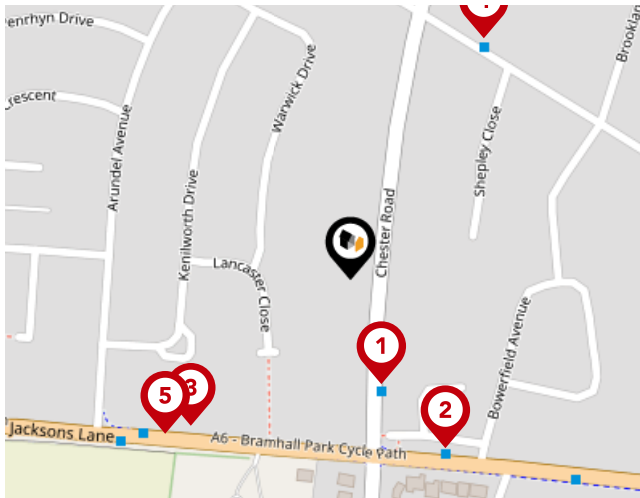 Penrhyn Drive
Crescent
Arundel Avenue
Kenilworth Drive
Warwick Drive
Lancaster Close
Chester Road
Shepley Close
Bowerfield Avenue
1
2
5
3
Jacksons Lane
A6 - Bramhall Park Cycle Path